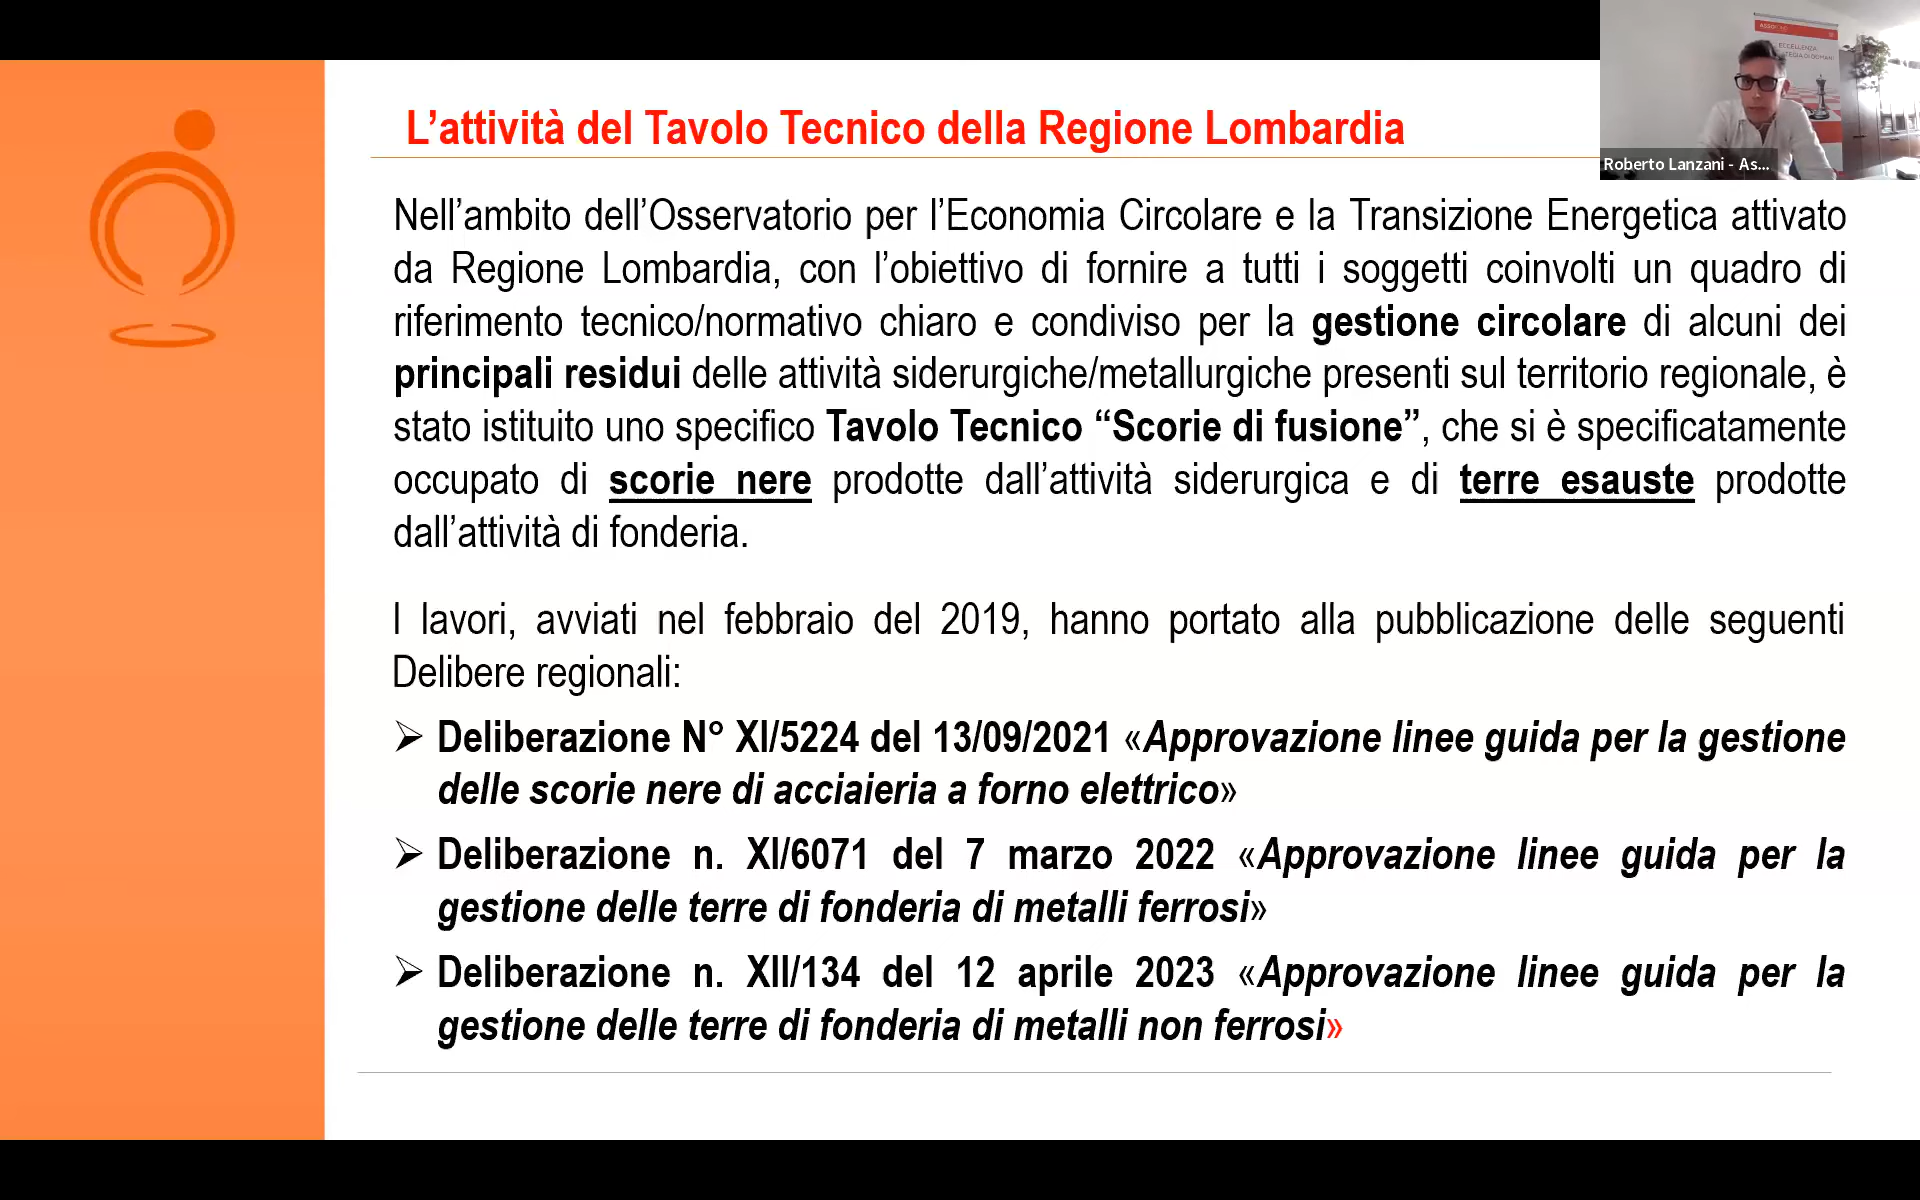 L’attività del Tavolo Tecnico della Regione Lombardia
Roberto Lanzani - As...
Nell’ambito dell’Osservatorio per l’Economia Circolare e la Transizione Energetica attivato
da Regione Lombardia, con l’obiettivo di fornire a tutti i soggetti coinvolti un quadro di
riferimento tecnico/normativo chiaro e condiviso per la gestione circolare di alcuni dei
principali residui delle attività siderurgiche/metallurgiche presenti sul territorio regionale, è
stato istituito uno specifico Tavolo Tecnico “Scorie di fusione”, che si è specificatamente
occupato di scorie nere prodotte dall’attività siderurgica e di terre esauste prodotte
dall’attività di fonderia.
I lavori, avviati nel febbraio del 2019, hanno portato alla pubblicazione delle seguenti
Delibere regionali:
➢ Deliberazione N° XI/5224 del 13/09/2021 «Approvazione linee guida per la gestione
delle scorie nere di acciaieria a forno elettrico»
➢ Deliberazione n. XI/6071 del 7 marzo 2022 «Approvazione linee guida per la
gestione delle terre di fonderia di metalli ferrosi»
➢ Deliberazione n. XII/134 del 12 aprile 2023 «Approvazione linee guida per la
gestione delle terre di fonderia di metalli non ferrosi»